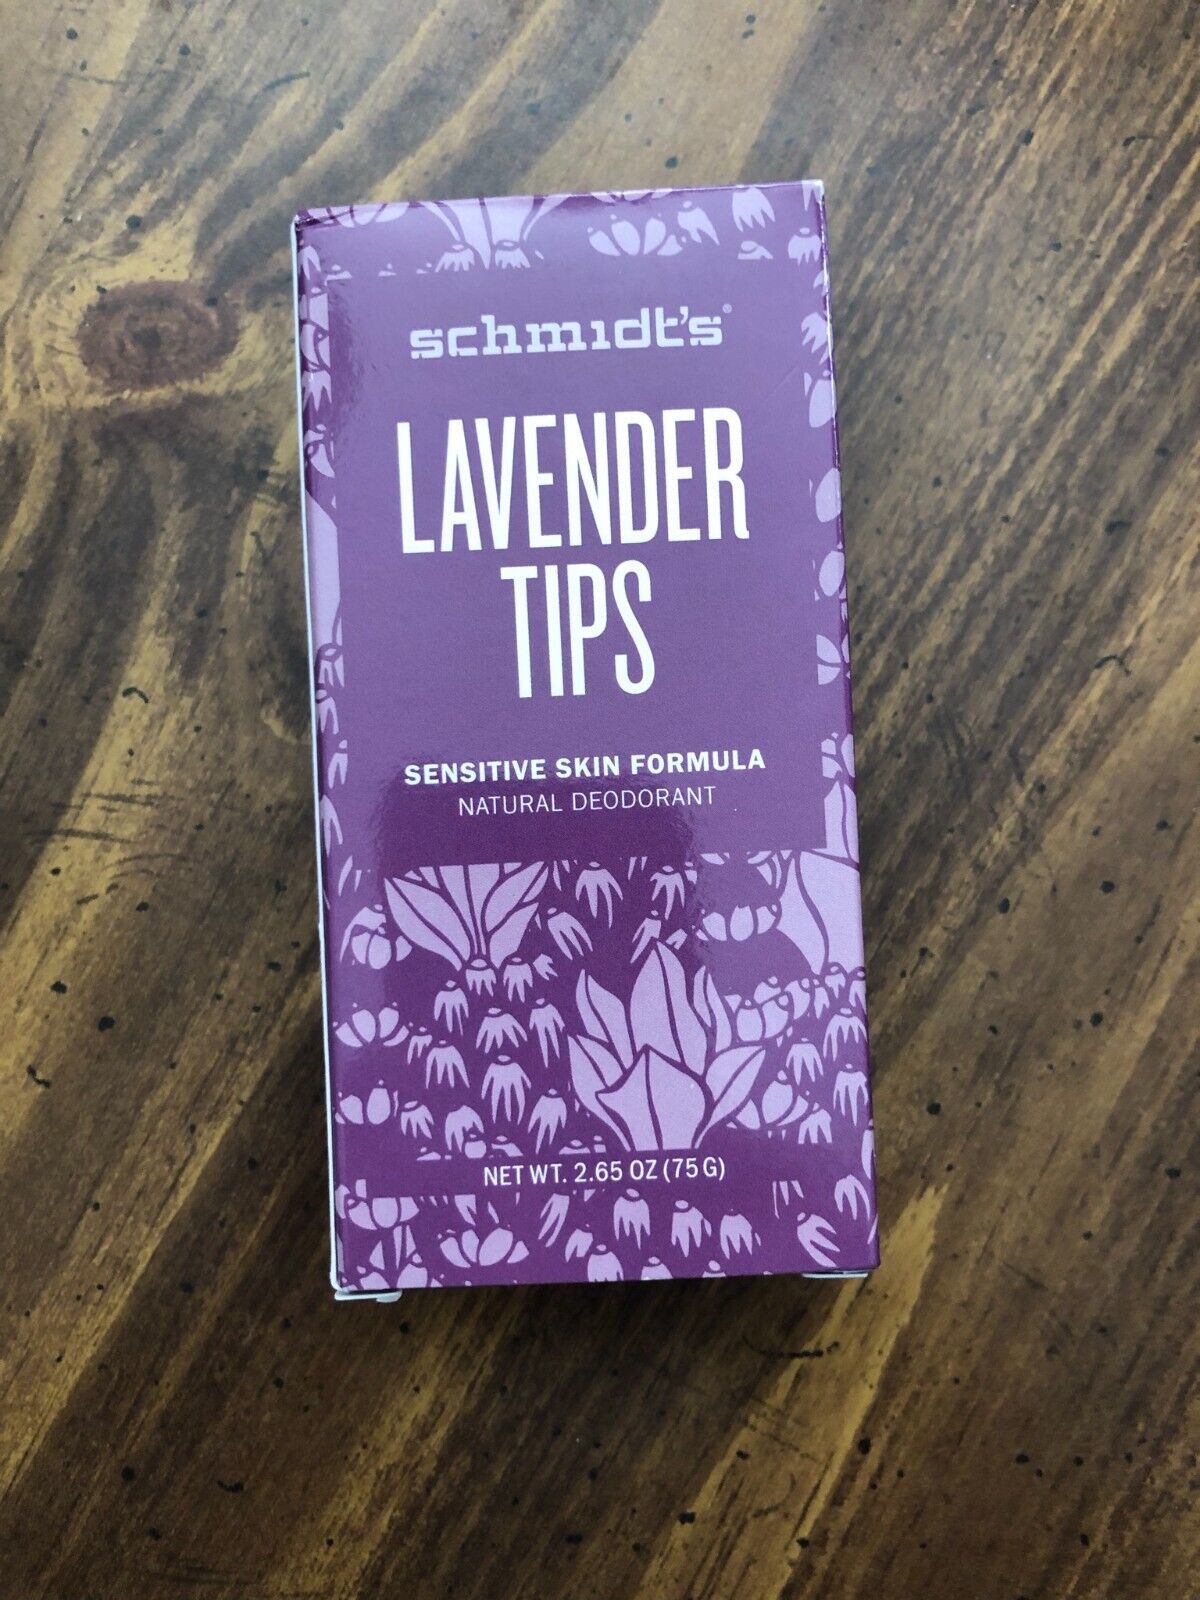 schmidt's®
LAVENDER
TIPS
SENSITIVE SKIN FORMULA
NATURAL DEODORANT
NET WT. 2.65 OZ (75 G)